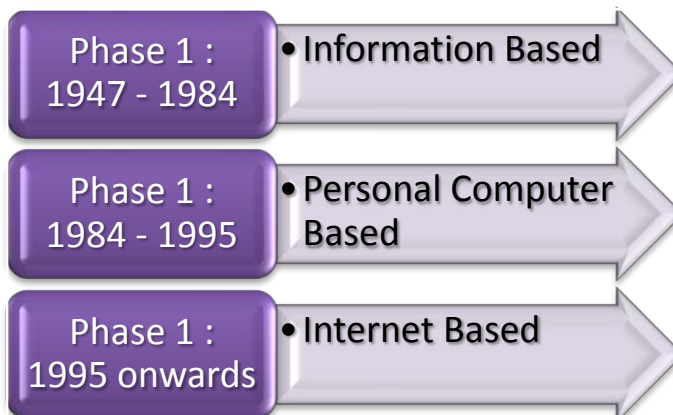 Phase 1 :
1947 - 1984
• Information Based
Phase 1 :
1984 - 1995
• Personal Computer
Based
Phase 1 :
1995 onwards
• Internet Based